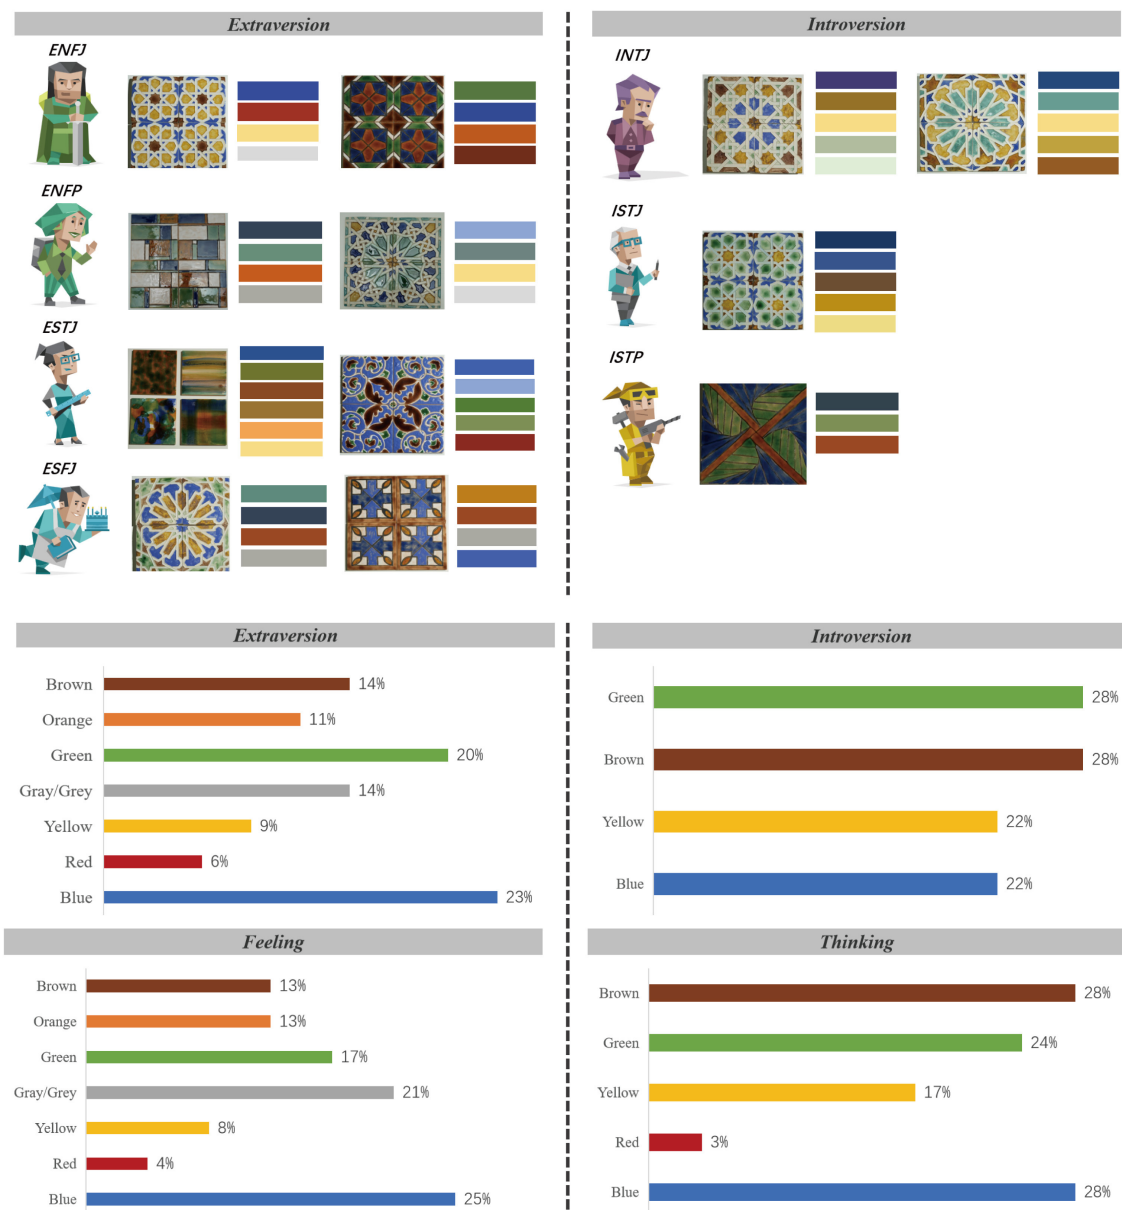 Extraversion
ENFJ
ENFP
ESTJ
ESFJ
Introversion
INTJ
ISTJ
ISTP
Extraversion
Brown 14%
Orange 11%
Green 20%
Gray/Grey 14%
Yellow 9%
Red 6%
Blue 23%
Introversion
Green 28%
Brown 28%
Yellow 22%
Blue 22%
Feeling
Brown 13%
Orange 13%
Green 17%
Gray/Grey 21%
Yellow 8%
Red 4%
Blue 25%
Thinking
Brown 28%
Green 24%
Yellow 17%
Red 3%
Blue 28%